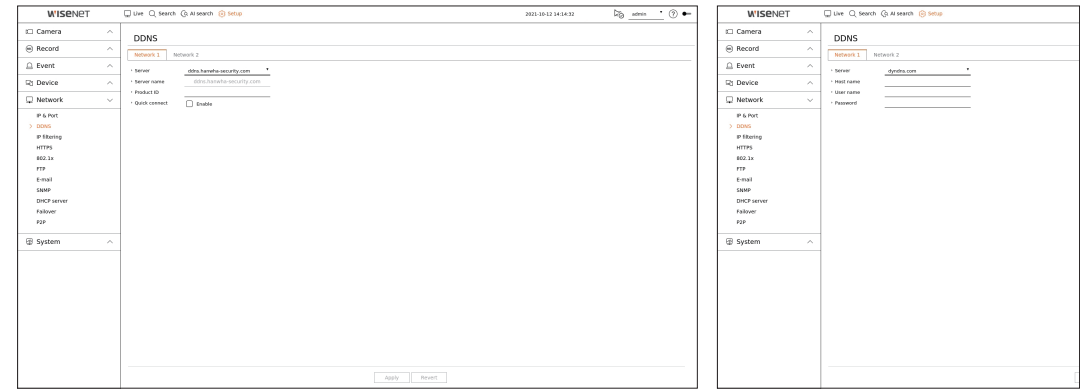 WISENET
Live Search AI search Setup
2021-10-12 14:14:32
admin
?
Camera
Record
Event
Device
Network
IP & Port
> DDNS
IP filtering
HTTPS
802.1x
FTP
E-mail
SNMP
DHCP server
Failover
P2P
System
DDNS
Network 1 Network 2
Server ddns.hanwha-security.com
Server name ddns.hanwha-security.com
Product ID
Quick connect Enable
Apply Revert
WISENET
Live Search AI search Setup
Camera
Record
Event
Device
Network
IP & Port
> DDNS
IP filtering
HTTPS
802.1x
FTP
E-mail
SNMP
DHCP server
Failover
P2P
System
DDNS
Network 1 Network 2
Server dyndns.com
Host name
User name
Password